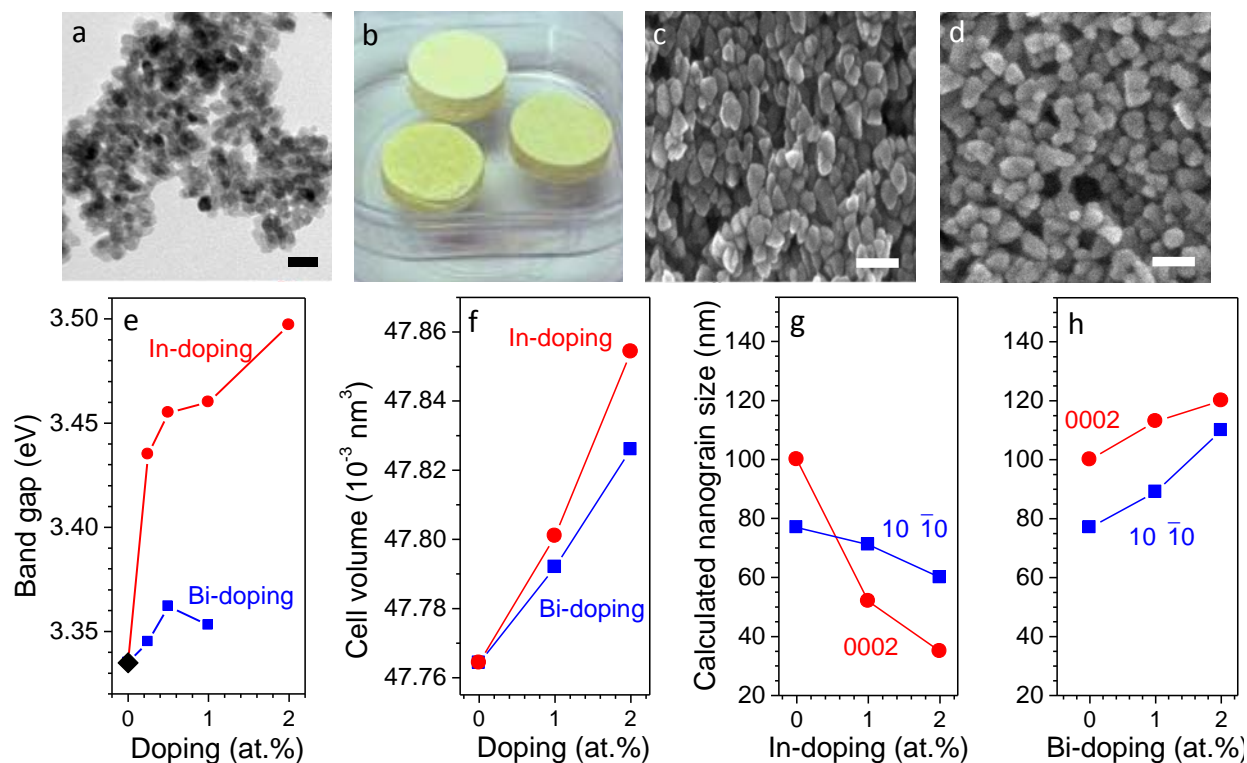 a
b
c
d
e
3.50
3.45
3.40
3.35
Band gap (eV)
In-doping
Bi-doping
0 1 2
Doping (at.%)
f
47.86
47.84
47.82
47.80
47.78
47.76
Cell volume (10⁻³ nm³)
In-doping
Bi-doping
0 1 2
Doping (at.%)
g
140
120
100
80
60
40
20
Calculated nanograin size (nm)
10 1̅0
0002
0 1 2
In-doping (at.%)
h
140
120
100
80
60
40
20
0002
10 1̅0
0 1 2
Bi-doping (at.%)